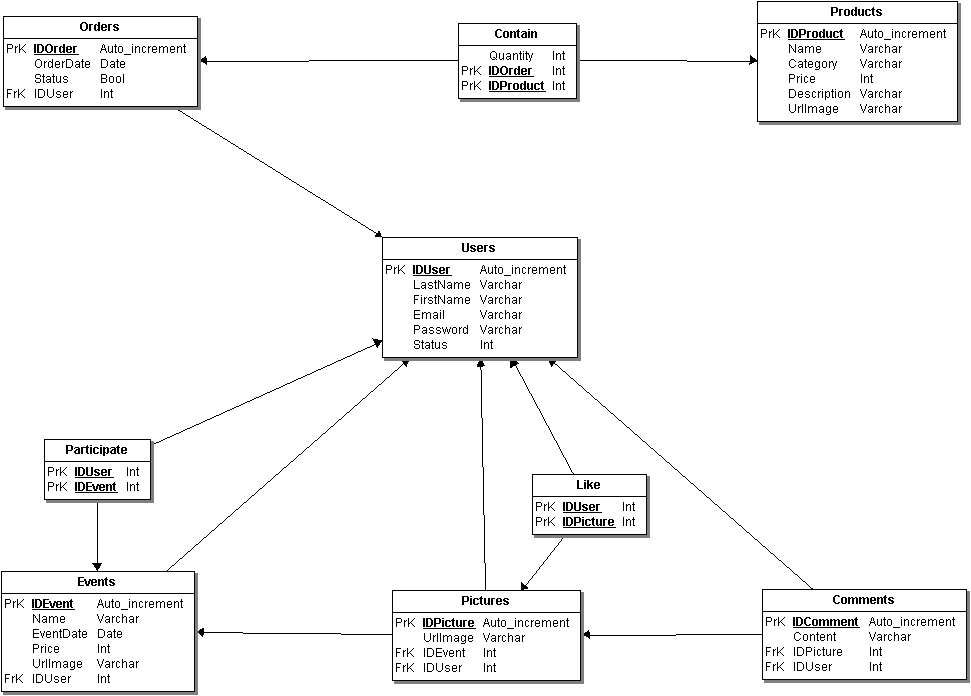 Orders
PrK IDOrder Auto_increment
OrderDate Date
Status Bool
FrK IDUser Int
Contain
Quantity Int
PrK IDOrder Int
PrK IDProduct Int
Products
PrK IDProduct Auto_increment
Name Varchar
Category Varchar
Price Int
Description Varchar
UrlImage Varchar
Users
PrK IDUser Auto_increment
LastName Varchar
FirstName Varchar
Email Varchar
Password Varchar
Status Int
Participate
PrK IDUser Int
PrK IDEvent Int
Like
PrK IDUser Int
PrK IDPicture Int
Events
PrK IDEvent Auto_increment
Name Varchar
EventDate Date
Price Int
UrlImage Varchar
FrK IDUser Int
Pictures
PrK IDPicture Auto_increment
UrlImage Varchar
FrK IDEvent Int
FrK IDUser Int
Comments
PrK IDComment Auto_increment
Content Varchar
FrK IDPicture Int
FrK IDUser Int